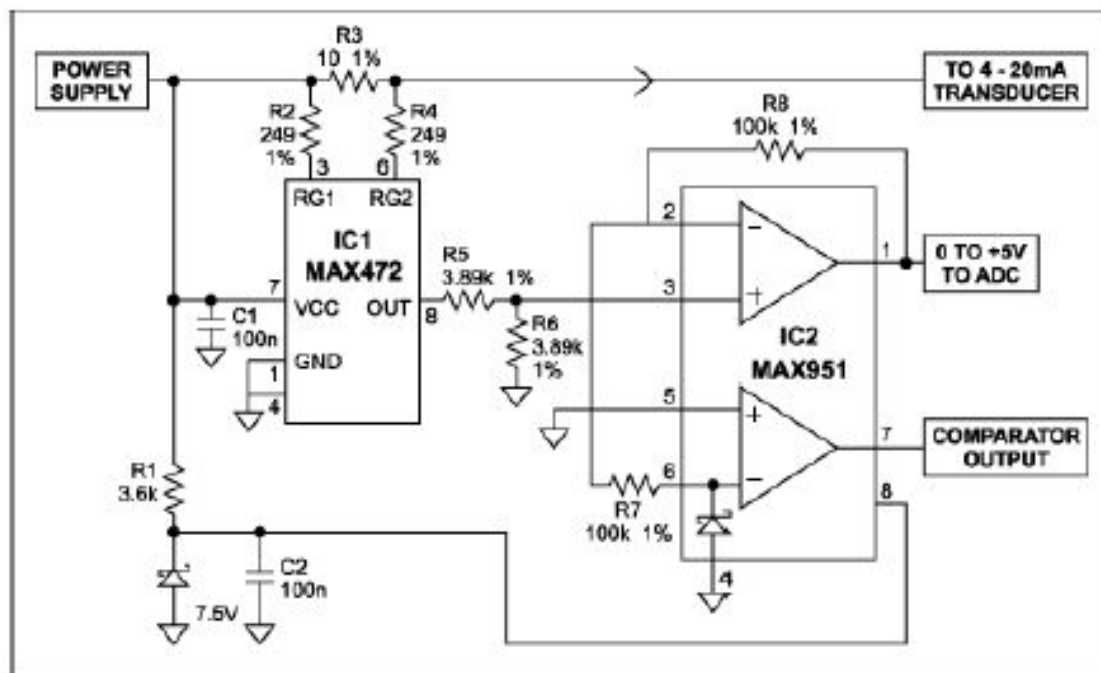 POWER
SUPPLY
R3
10 1%
TO 4 - 20mA
TRANSDUCER
R2
249
1%
R4
249
1%
R8
100k 1%
3
6
RG1
RG2
IC1
MAX472
7
VCC
OUT
8
R5
3.89k 1%
R6
3.89k
1%
C1
100n
GND
1
4
2
3
1
0 TO +5V
TO ADC
IC2
MAX951
5
6
7
COMPARATOR
OUTPUT
8
R7
100k 1%
4
R1
3.6k
C2
100n
7.5V